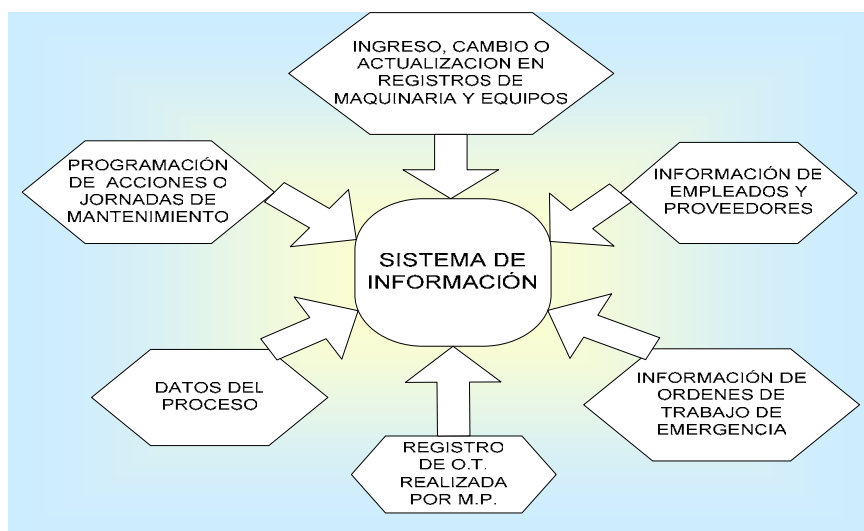 INGRESO, CAMBIO O
ACTUALIZACION EN
REGISTROS DE
MAQUINARIA Y EQUIPOS
PROGRAMACIÓN
DE ACCIONES O
JORNADAS DE
MANTENIMIENTO
INFORMACIÓN DE
EMPLEADOS Y
PROVEEDORES
SISTEMA DE
INFORMACIÓN
DATOS DEL
PROCESO
INFORMACIÓN DE
ORDENES DE
TRABAJO DE
EMERGENCIA
REGISTRO
DE O.T.
REALIZADA
POR M.P.